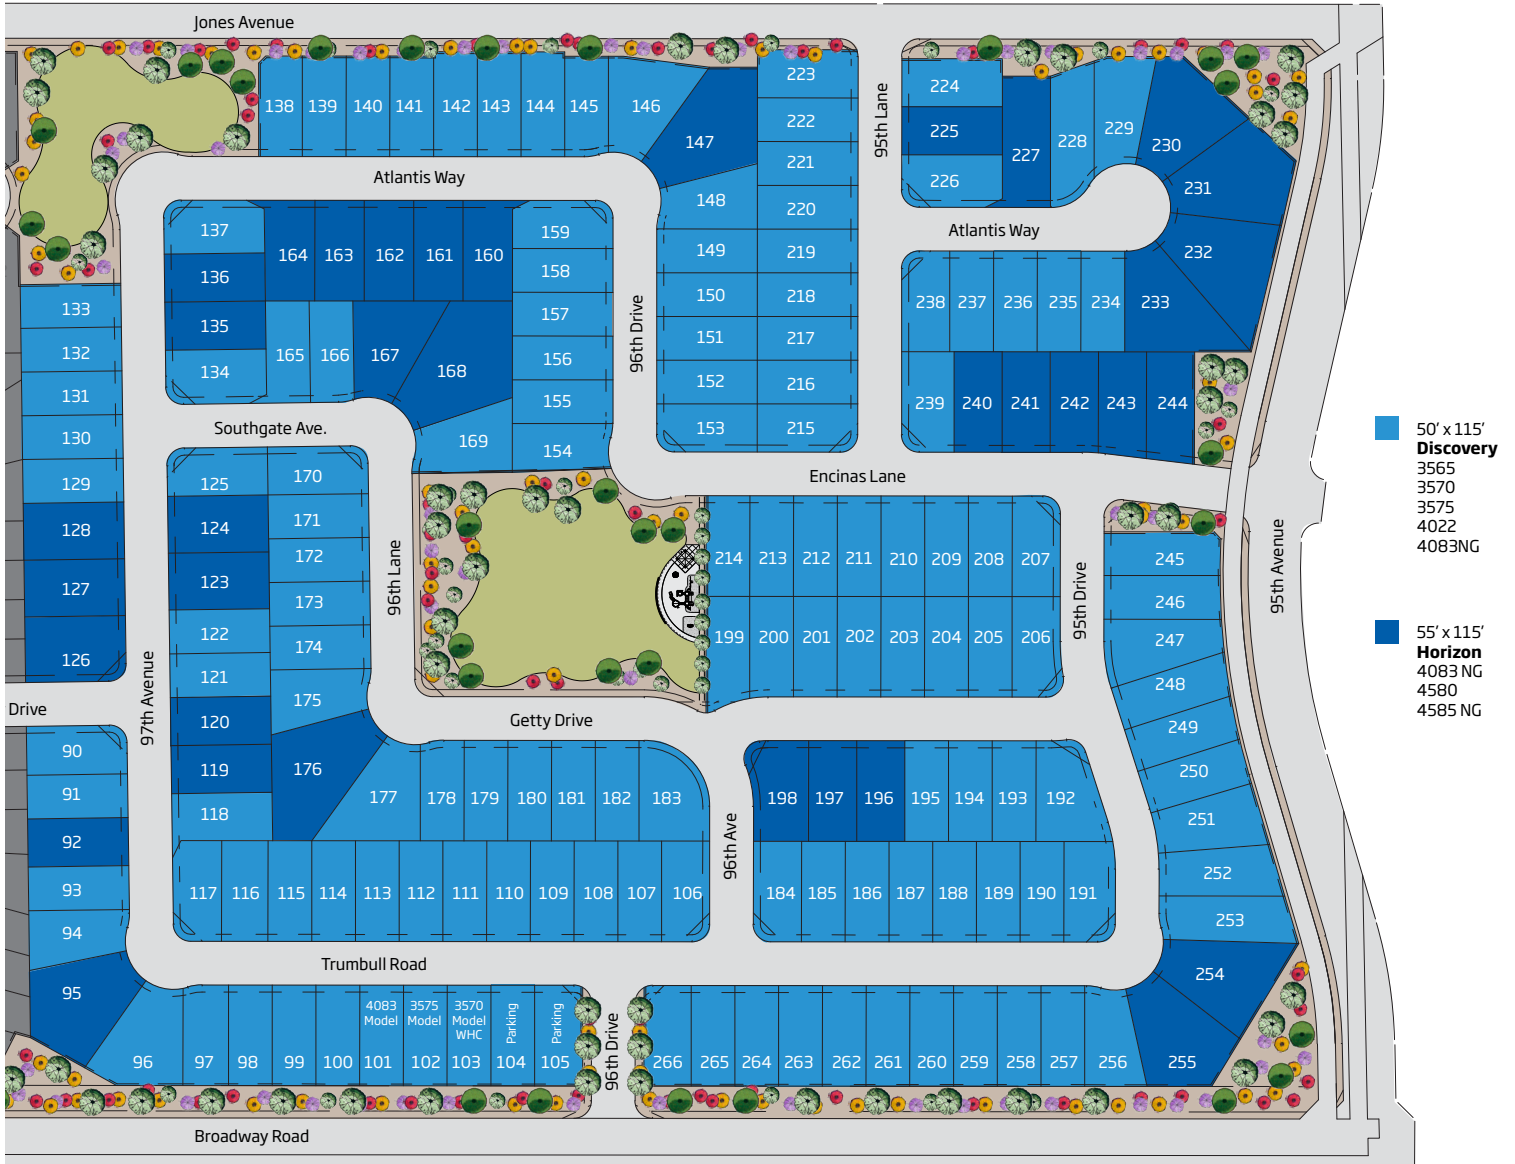 Jones Avenue
138 139 140 141 142 143 144 145 146
147
223
222
221
220
219
218
217
216
215
148
149
150
151
152
153
95th Lane
224
225
226
227 228 229 230
231
232
233
Atlantis Way
Atlantis Way
137
136
135
134
164 163 162 161 160
159
158
157
156
155
154
165 166 167 168
169
96th Drive
238 237 236 235 234
239 240 241 242 243 244
133
132
131
130
129
128
127
126
Southgate Ave.
Encinas Lane
125
124
123
122
121
120
119
118
170
171
172
173
174
175
176
96th Lane
214 213 212 211 210 209 208 207
199 200 201 202 203 204 205 206
95th Drive
95th Avenue
245
246
247
248
249
250
251
252
253
254
255
Drive
97th Avenue
Getty Drive
90
91
92
93
94
95
177 178 179 180 181 182 183
96th Ave
198 197 196 195 194 193 192
117 116 115 114 113 112 111 110 109 108 107 106
184 185 186 187 188 189 190 191
Trumbull Road
4083
Model
3575
Model
3570
Model
WHC
Parking
Parking
96 97 98 99 100 101 102 103 104 105
96th Drive
266 265 264 263 262 261 260 259 258 257 256
Broadway Road
50’ x 115’
Discovery
3565
3570
3575
4022
4083NG
55’ x 115’
Horizon
4083 NG
4580
4585 NG